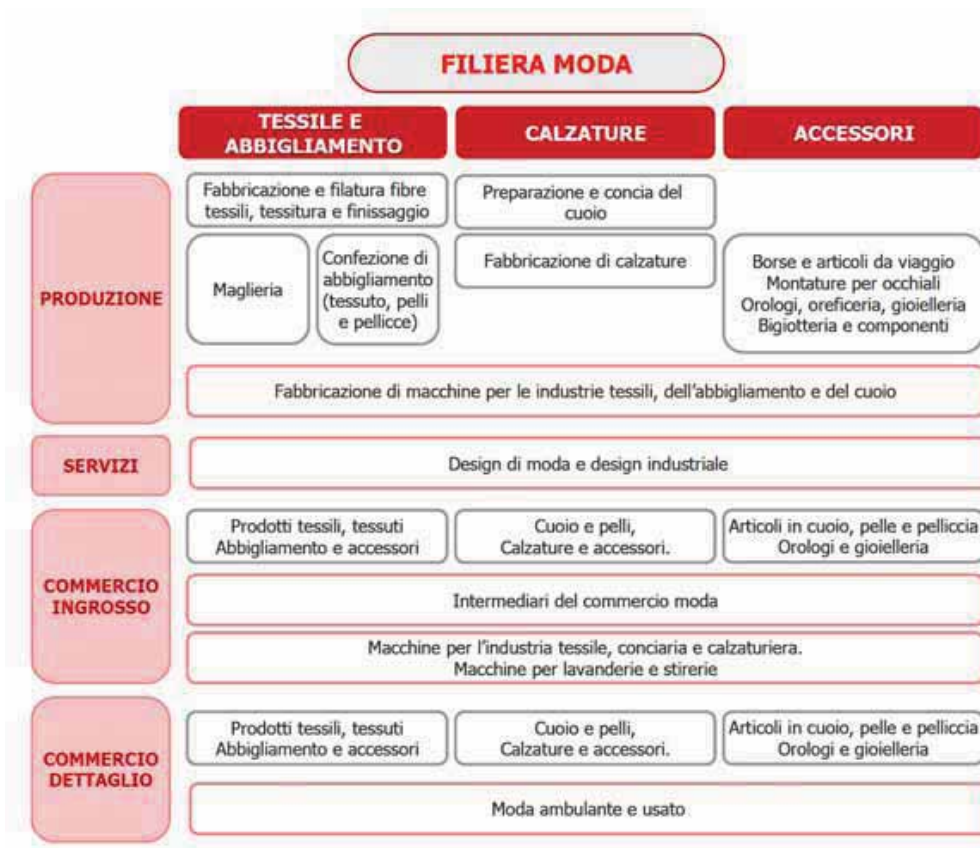 FILIERA MODA
TESSILE E
ABBIGLIAMENTO
CALZATURE
ACCESSORI
PRODUZIONE
Fabbricazione e filatura fibre
tessili, tessitura e finissaggio
Preparazione e concia del
cuoio
Maglieria
Confezione di
abbigliamento
(tessuto, pelli
e pellicce)
Fabbricazione di calzature
Borse e articoli da viaggio
Montature per occhiali
Orologi, oreficeria, gioielleria
Bigiotteria e componenti
Fabbricazione di macchine per le industrie tessili, dell'abbigliamento e del cuoio
SERVIZI
Design di moda e design industriale
COMMERCIO
INGROSSO
Prodotti tessili, tessuti
Abbigliamento e accessori
Cuoio e pelli,
Calzature e accessori.
Articoli in cuoio, pelle e pelliccia
Orologi e gioielleria
Intermediari del commercio moda
Macchine per l'industria tessile, conciaria e calzaturiera.
Macchine per lavanderie e stirerie
COMMERCIO
DETTAGLIO
Prodotti tessili, tessuti
Abbigliamento e accessori
Cuoio e pelli,
Calzature e accessori.
Articoli in cuoio, pelle e pelliccia
Orologi e gioielleria
Moda ambulante e usato